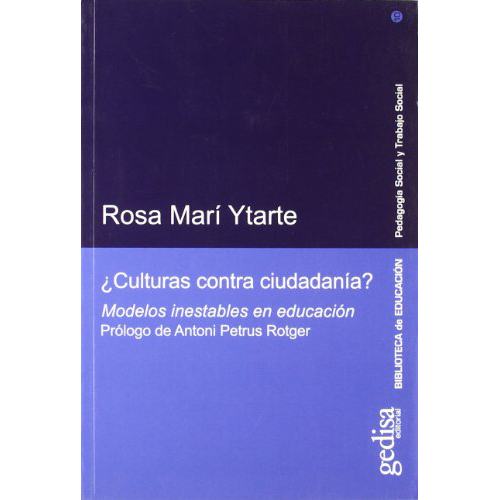 Rosa Marí Ytarte
¿Culturas contra ciudadanía?
Modelos inestables en educación
Prólogo de Antoni Petrus Rotger
gedisa
editorial
BIBLIOTECA de EDUCACIÓN
Pedagogía Social y Trabajo Social